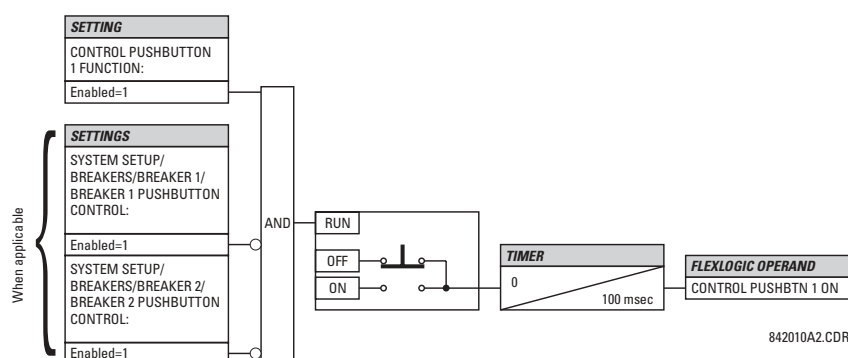 SETTING
CONTROL PUSHBUTTON
1 FUNCTION:
Enabled=1
When applicable
SETTINGS
SYSTEM SETUP/
BREAKERS/BREAKER 1/
BREAKER 1 PUSHBUTTON
CONTROL:
Enabled=1
SYSTEM SETUP/
BREAKERS/BREAKER 2/
BREAKER 2 PUSHBUTTON
CONTROL:
Enabled=1
AND
RUN
OFF
ON
TIMER
0
100 msec
FLEXLOGIC OPERAND
CONTROL PUSHBTN 1 ON
842010A2.CDR